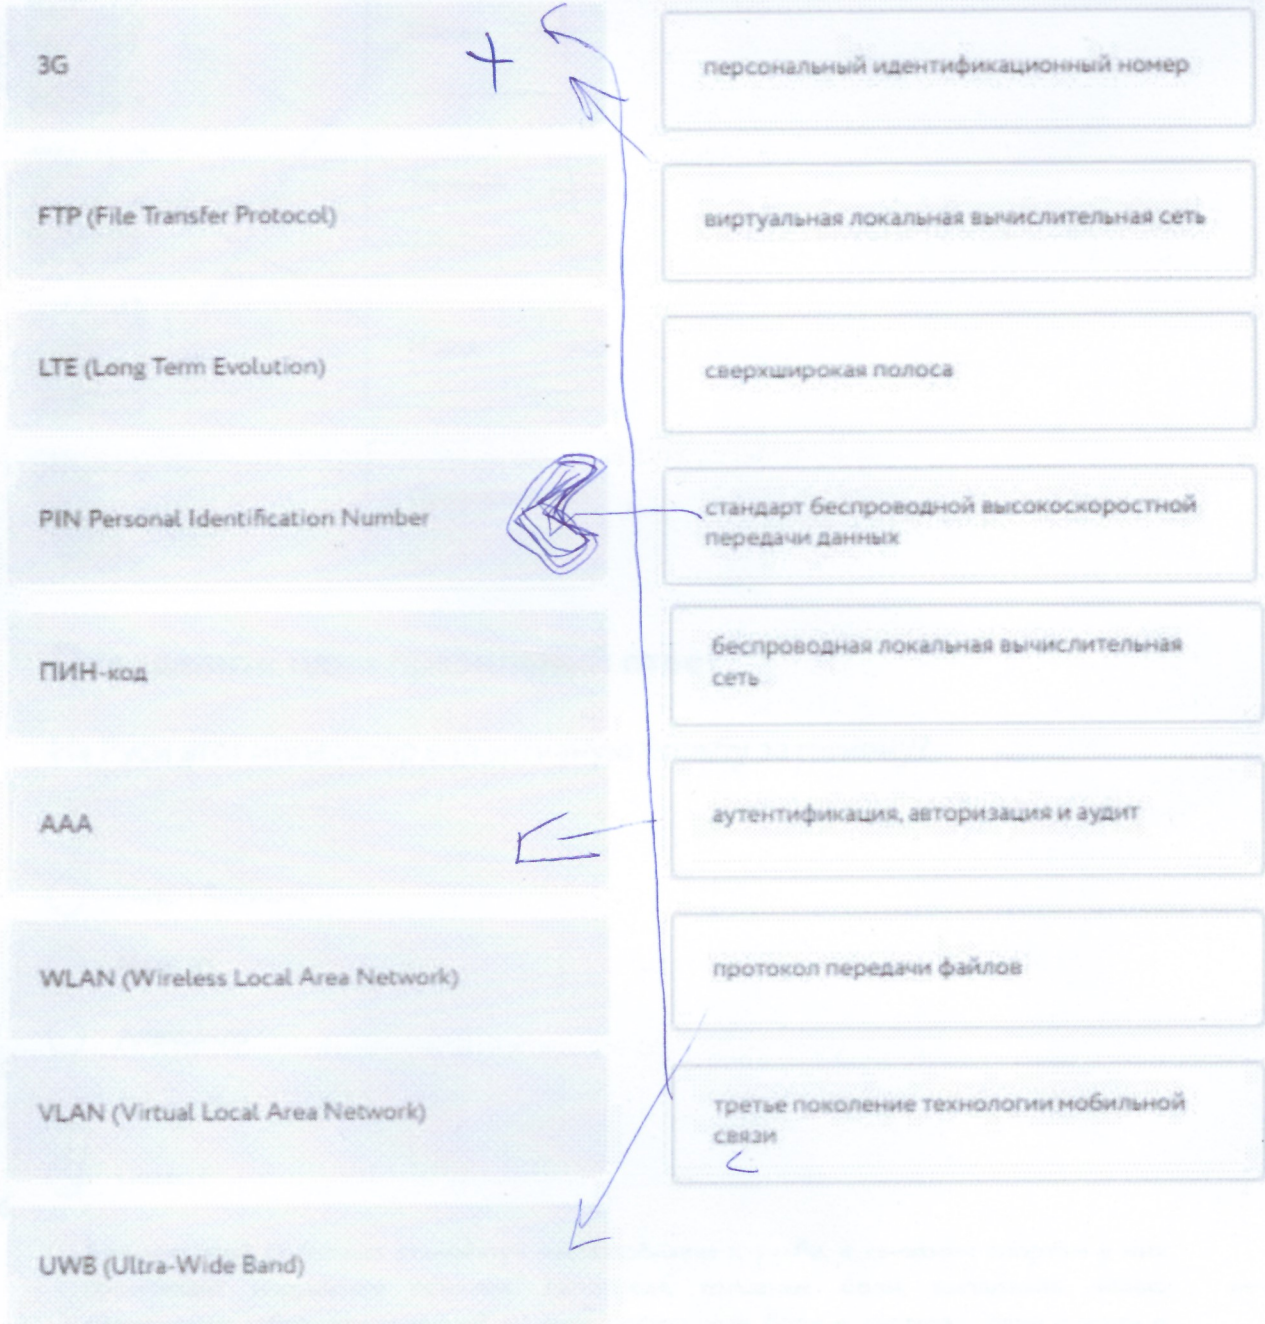 3G
FTP (File Transfer Protocol)
LTE (Long Term Evolution)
PIN Personal Identification Number
ПИН-код
AAA
WLAN (Wireless Local Area Network)
VLAN (Virtual Local Area Network)
UWB (Ultra-Wide Band)
персональный идентификационный номер
виртуальная локальная вычислительная сеть
сверхширокая полоса
стандарт беспроводной высокоскоростной
передачи данных
беспроводная локальная вычислительная
сеть
аутентификация, авторизация и аудит
протокол передачи файлов
третье поколение технологии мобильной
связи